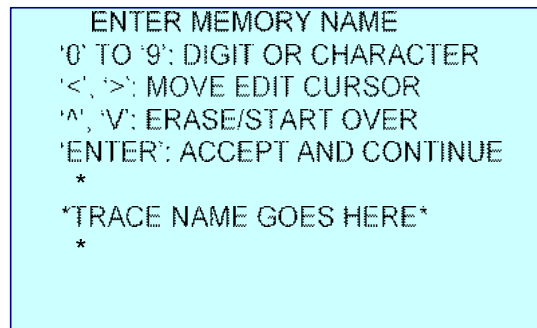 ENTER MEMORY NAME
‘0’ TO ‘9’: DIGIT OR CHARACTER
‘<’, ‘>’: MOVE EDIT CURSOR
‘^’, ‘V’: ERASE/START OVER
‘ENTER’: ACCEPT AND CONTINUE
*
*TRACE NAME GOES HERE*
*